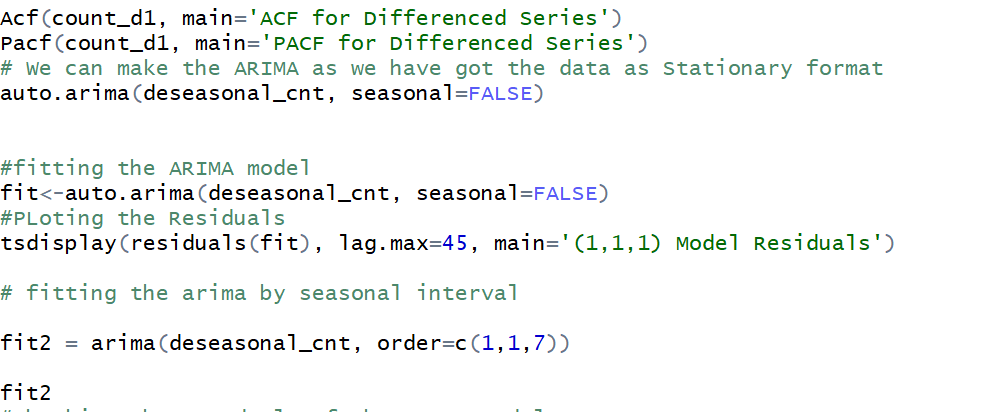 Acf(count_d1, main='ACF for Differenced Series')
Pacf(count_d1, main='PACF for Differenced Series')
# We can make the ARIMA as we have got the data as Stationary format
auto.arima(deseasonal_cnt, seasonal=FALSE)
#fitting the ARIMA model
fit<-auto.arima(deseasonal_cnt, seasonal=FALSE)
#PLoting the Residuals
tsdisplay(residuals(fit), lag.max=45, main='(1,1,1) Model Residuals')
# fitting the arima by seasonal interval
fit2 = arima(deseasonal_cnt, order=c(1,1,7))
fit2